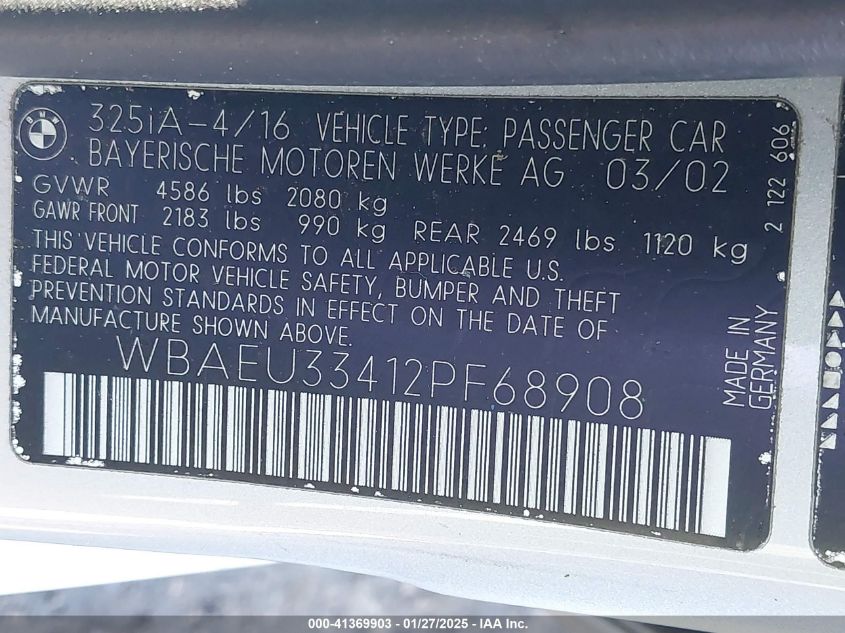 BMW
325iA-4/16 VEHICLE TYPE: PASSENGER CAR
BAYERISCHE MOTOREN WERKE AG 03/02
GVWR 4586 lbs 2080 kg
GAWR FRONT 2183 lbs 990 kg REAR 2469 lbs 1120 kg
THIS VEHICLE CONFORMS TO ALL APPLICABLE U.S.
FEDERAL MOTOR VEHICLE SAFETY, BUMPER AND THEFT
PREVENTION STANDARDS IN EFFECT ON THE DATE OF
MANUFACTURE SHOWN ABOVE.
WBAEU33412PF68908
2 122 606
MADE IN
GERMANY
000-41369903 — 01/27/2025 — IAA Inc.